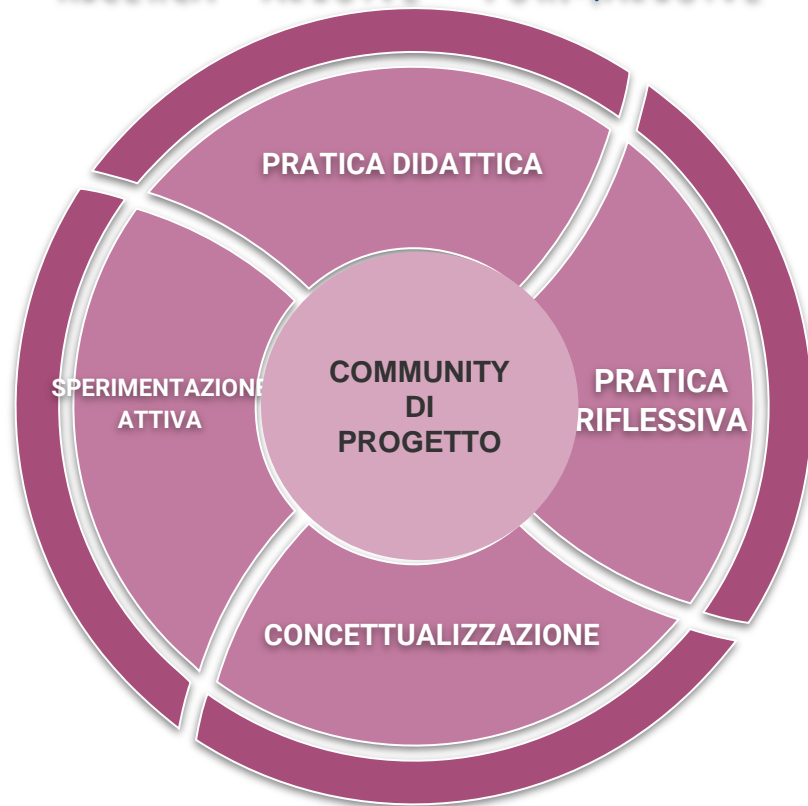 PRATICA DIDATTICA
SPERIMENTAZIONE
ATTIVA
COMMUNITY
DI
PROGETTO
PRATICA
RIFLESSIVA
CONCETTUALIZZAZIONE